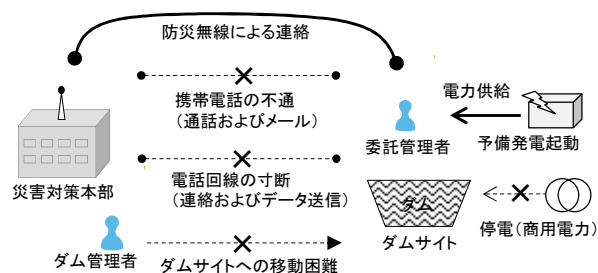 防災無線による連絡
携帯電話の不通
（通話およびメール）
電力供給
委託管理者
予備発電起動
災害対策本部
電話回線の寸断
（連絡およびデータ送信）
ダム
ダムサイト
停電（商用電力）
ダム管理者
ダムサイトへの移動困難